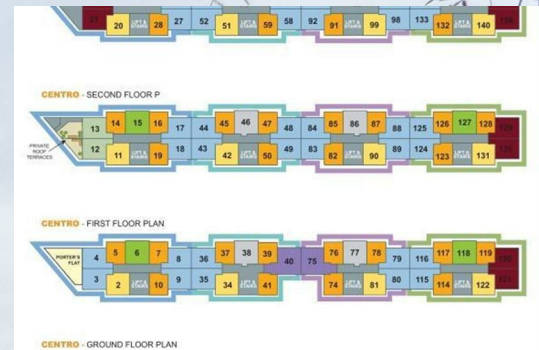 21 20 LIFT & STAIRS 28 27 52 51 LIFT & STAIRS 59 58 92 91 LIFT & STAIRS 99 98 133 132 LIFT & STAIRS 140
CENTRO - SECOND FLOOR P
13 14 15 16 17 44 45 46 47 48 84 85 86 87 88 125 126 127 128
PRIVATE
ROOF
TERRACES
12 11 LIFT & STAIRS 19 18 43 42 LIFT & STAIRS 50 49 83 82 LIFT & STAIRS 90 89 124 123 LIFT & STAIRS 131
CENTRO - FIRST FLOOR PLAN
PORTER'S
FLAT
4 5 6 7 8 36 37 38 39 40 75 76 77 78 79 116 117 118 119
3 2 LIFT & STAIRS 10 9 35 34 LIFT & STAIRS 41 74 LIFT & STAIRS 81 80 115 114 LIFT & STAIRS 122 121
CENTRO - GROUND FLOOR PLAN